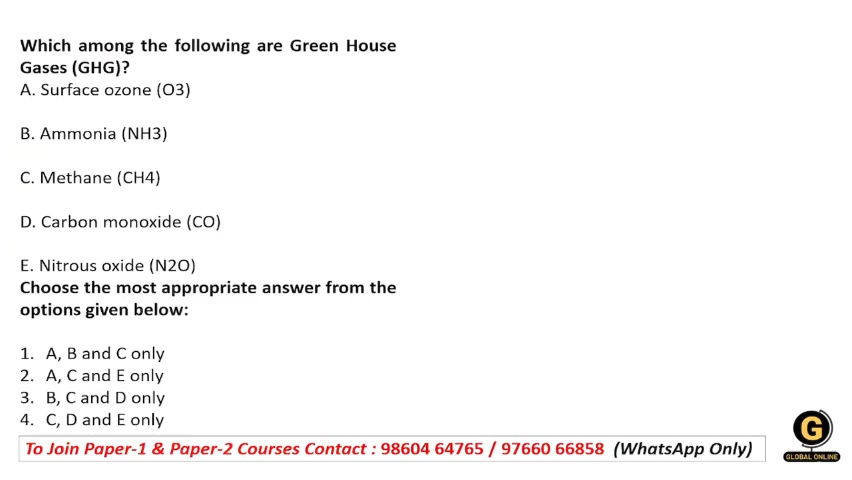 Which among the following are Green House
Gases (GHG)?
A. Surface ozone (O3)
B. Ammonia (NH3)
C. Methane (CH4)
D. Carbon monoxide (CO)
E. Nitrous oxide (N2O)
Choose the most appropriate answer from the
options given below:
1. A, B and C only
2. A, C and E only
3. B, C and D only
4. C, D and E only
To Join Paper-1 & Paper-2 Courses Contact : 98604 64765 / 97660 66858 (WhatsApp Only)
G
GLOBAL ONLINE